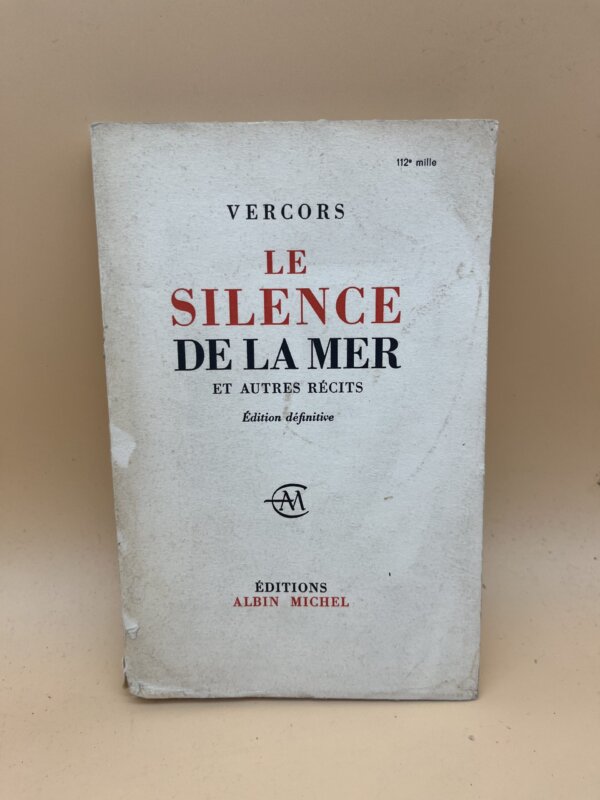 112e mille
VERCORS
LE
SILENCE
DE LA MER
ET AUTRES RÉCITS
Édition définitive
AM
ÉDITIONS
ALBIN MICHEL